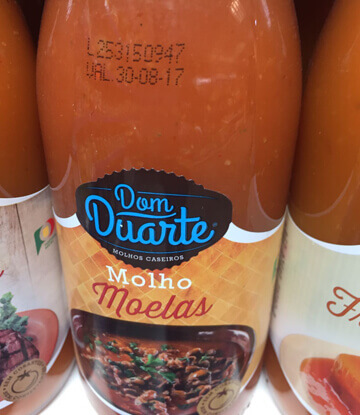 L253150947
VAL.30-08-17
Dom
Duarte
MOLHOS CASEIROS
Molho
Moelas